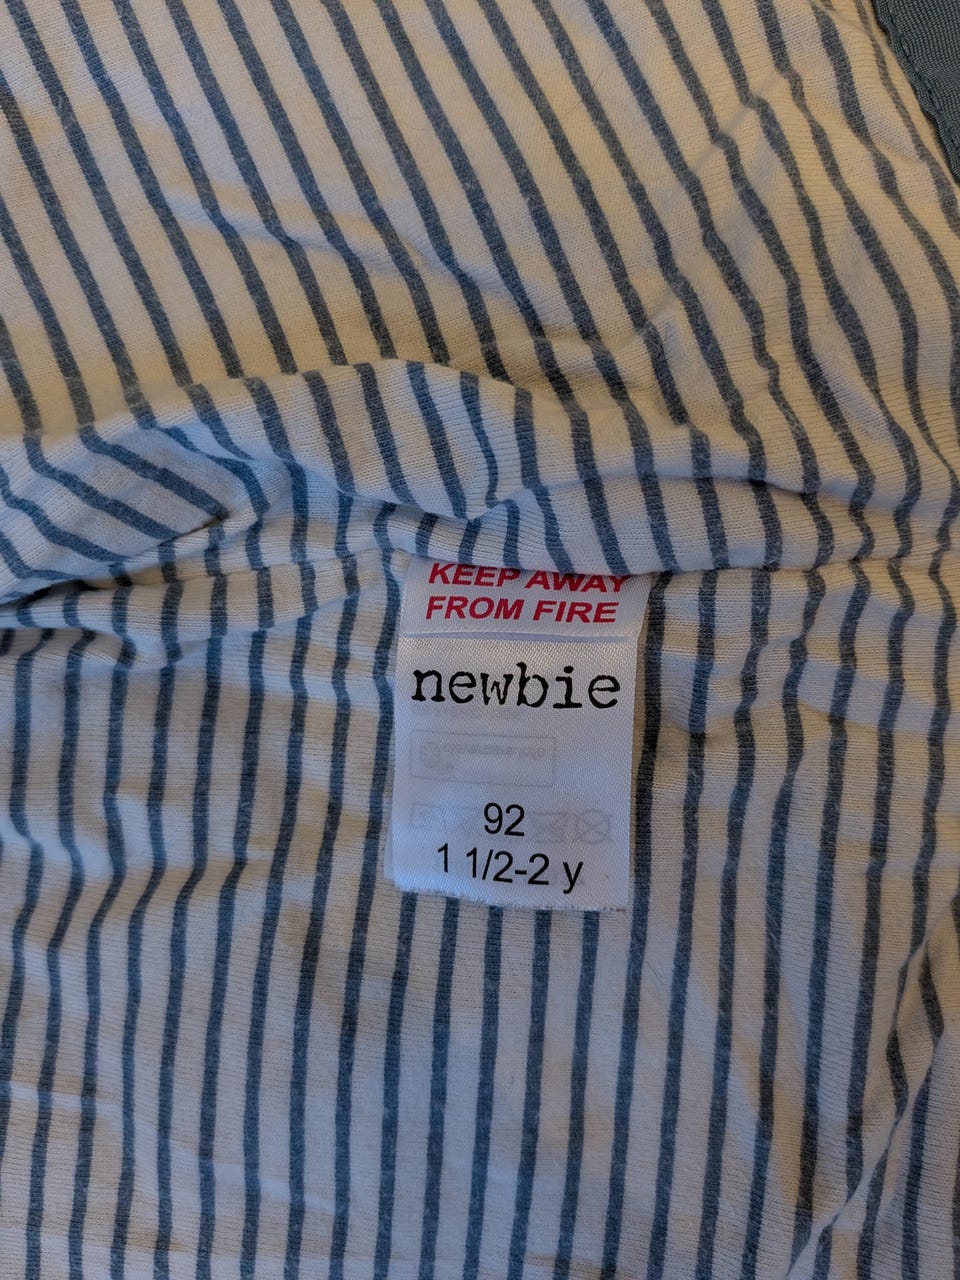 KEEP AWAY
FROM FIRE
newbie
92
1 1/2-2 y